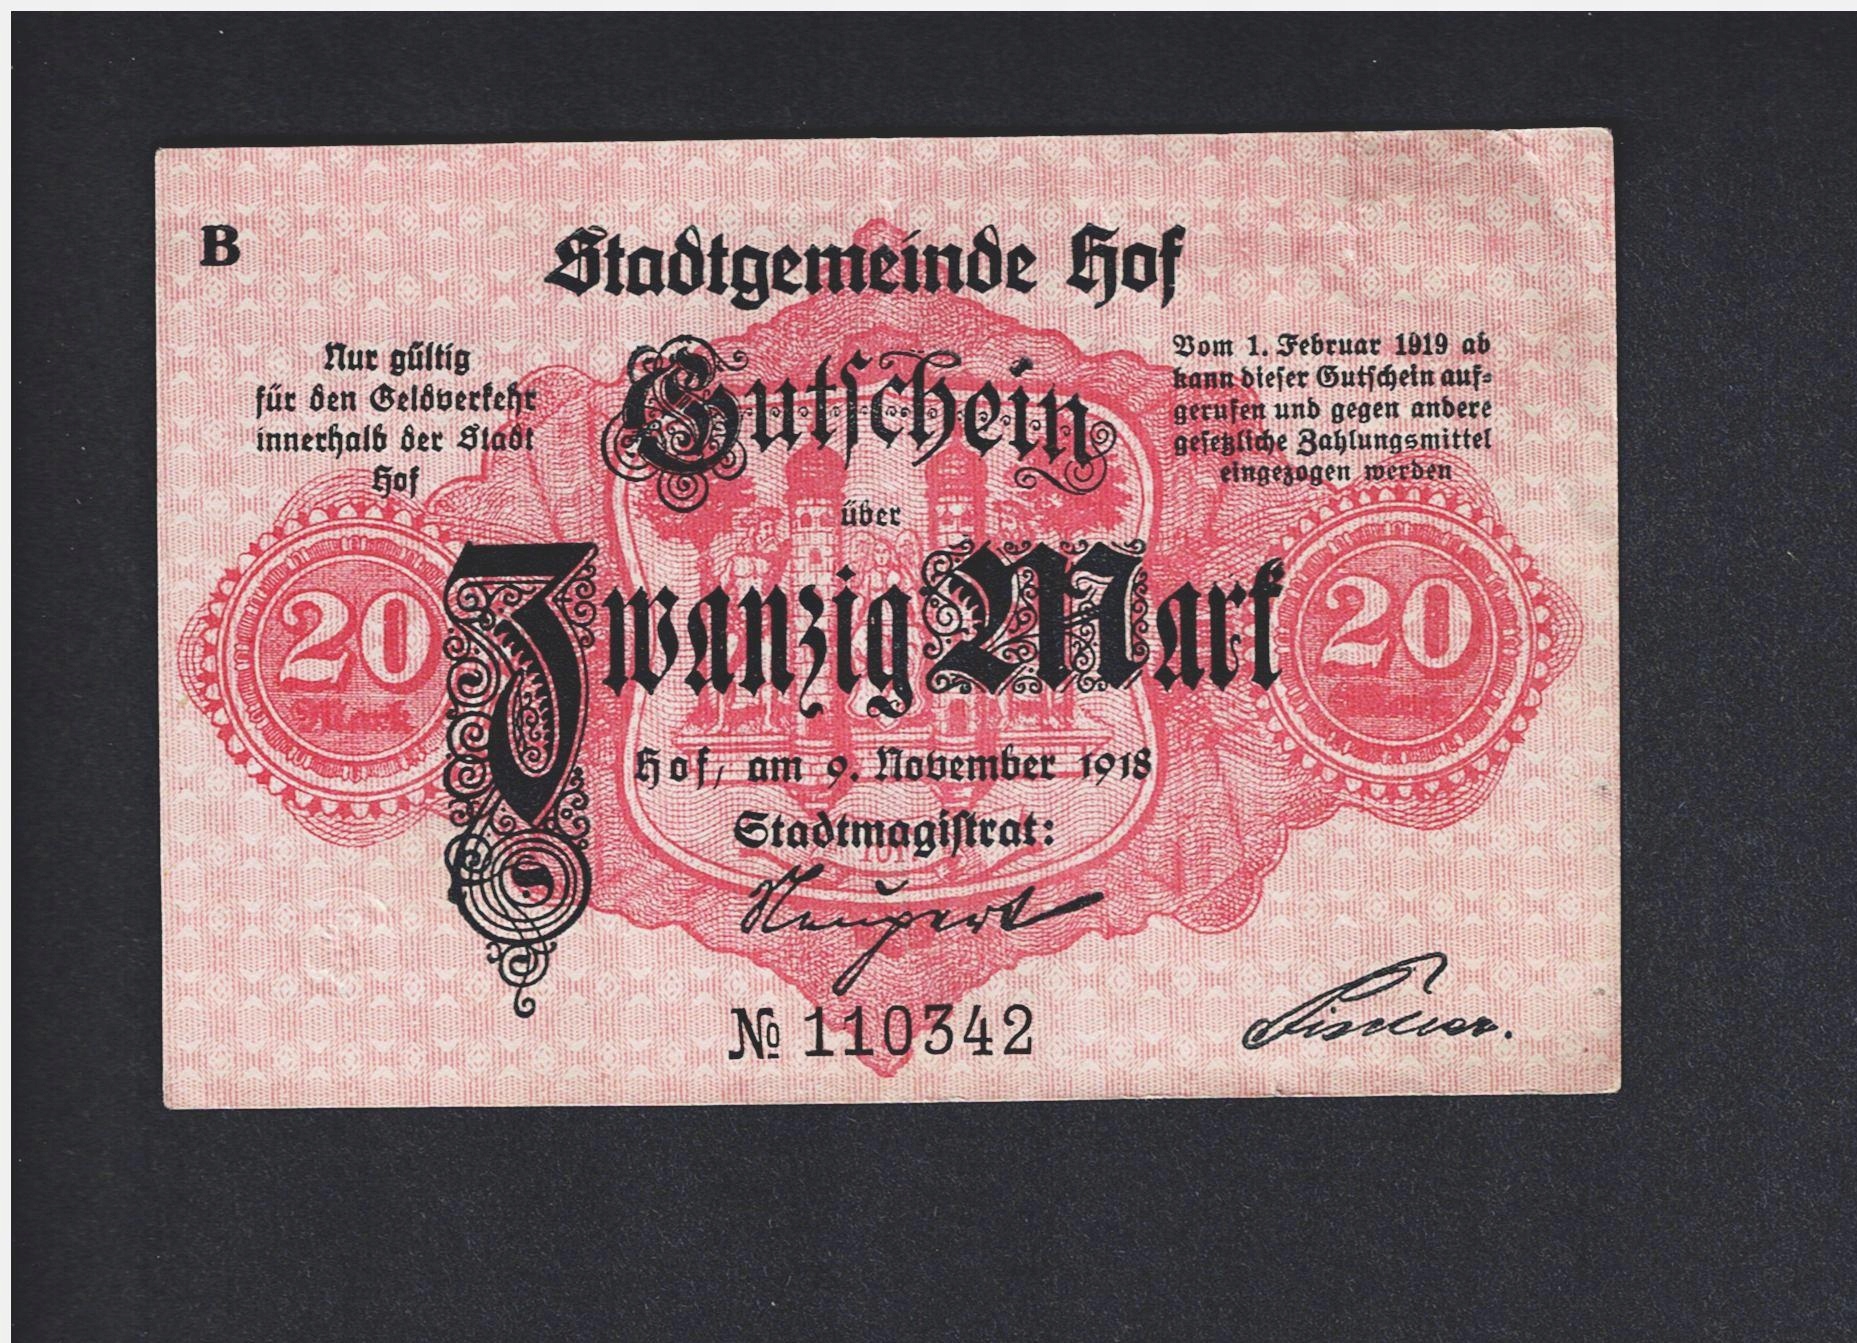 B
Stadtgemeinde Hof
Nur gültig
für den Geldverkehr
innerhalb der Stadt
Hof
Gutschein
Vom 1. Februar 1919 ab
kann dieser Gutschein auf-
gerufen und gegen andere
gesetzliche Zahlungsmittel
eingezogen werden
über
Zwanzig Mark
20
Mark
20
Hof, am 9. November 1918
Stadtmagistrat:
Neupert
№ 110342